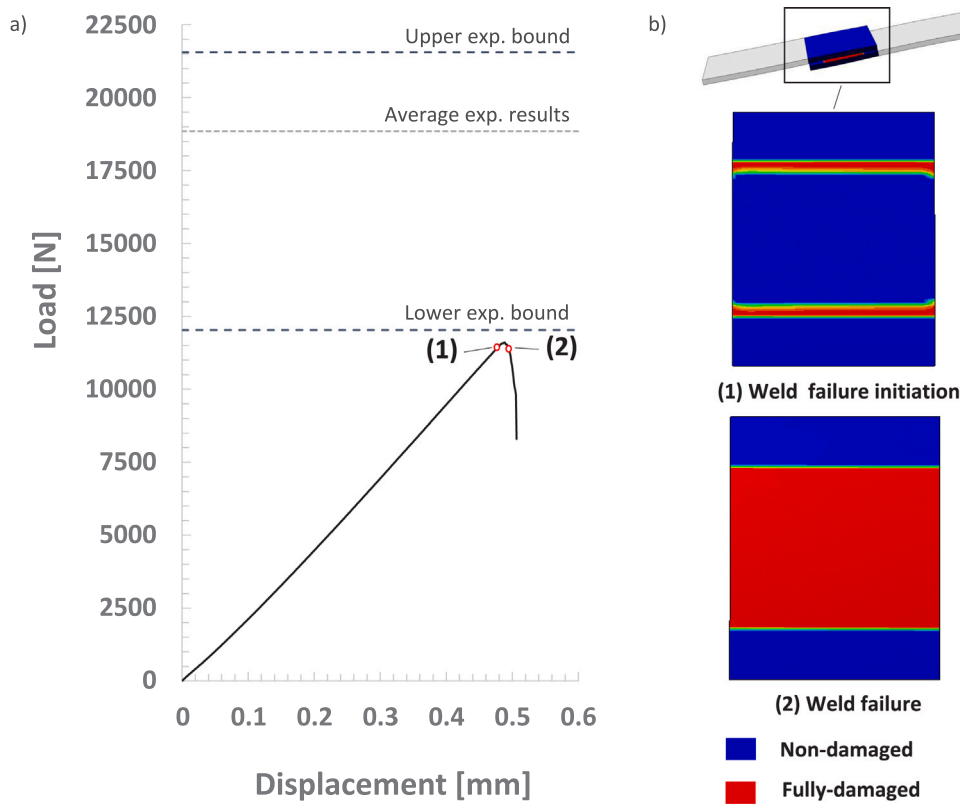 a)
22500
20000
17500
15000
12500
10000
7500
5000
2500
0
Load [N]
Upper exp. bound
Average exp. results
Lower exp. bound
(1)
(2)
0 0.1 0.2 0.3 0.4 0.5 0.6
Displacement [mm]
b)
(1) Weld failure initiation
(2) Weld failure
Non-damaged
Fully-damaged